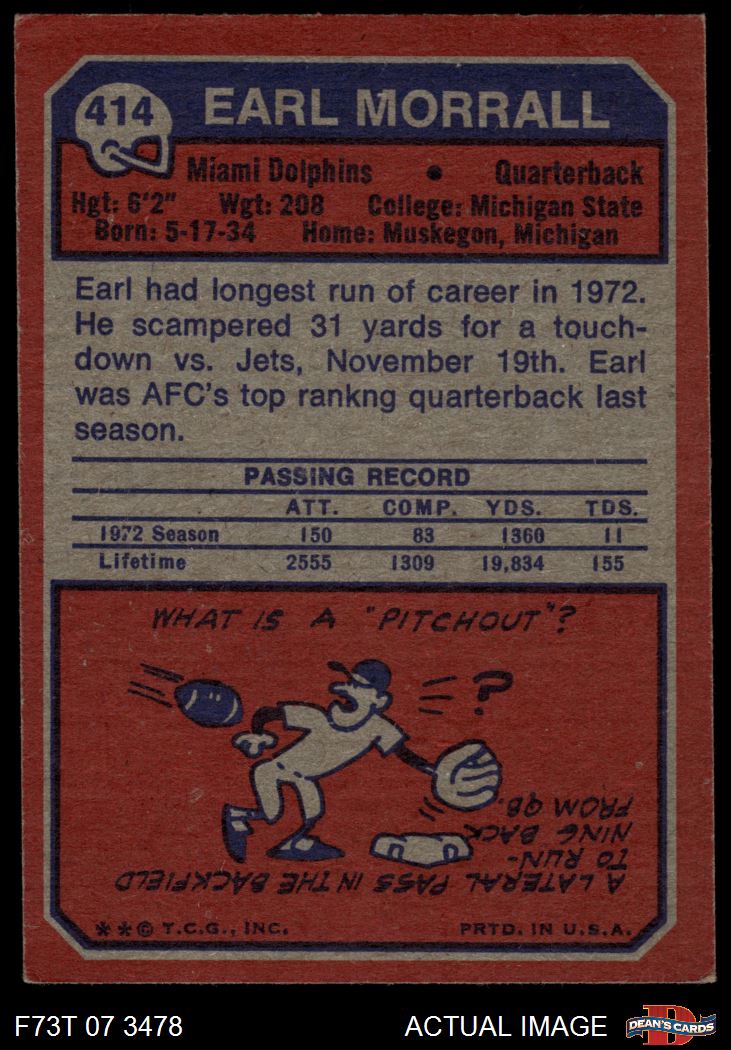 414 EARL MORRALL
Miami Dolphins • Quarterback
Hgt: 6'2" Wgt: 208 College: Michigan State
Born: 5-17-34 Home: Muskegon, Michigan
Earl had longest run of career in 1972.
He scampered 31 yards for a touch-
down vs. Jets, November 19th. Earl
was AFC's top rankng quarterback last
season.
PASSING RECORD
ATT. COMP. YDS. TDS.
1972 Season 150 83 1360 11
Lifetime 2555 1309 19,834 155
WHAT IS A "PITCHOUT"?
?
A LATERAL PASS IN THE BACKFIELD
TO RUN-
NING BACK
FROM QB.
**© T.C.G., INC. PRTD. IN U.S.A.
F73T 07 3478 ACTUAL IMAGE D DEAN'S CARDS